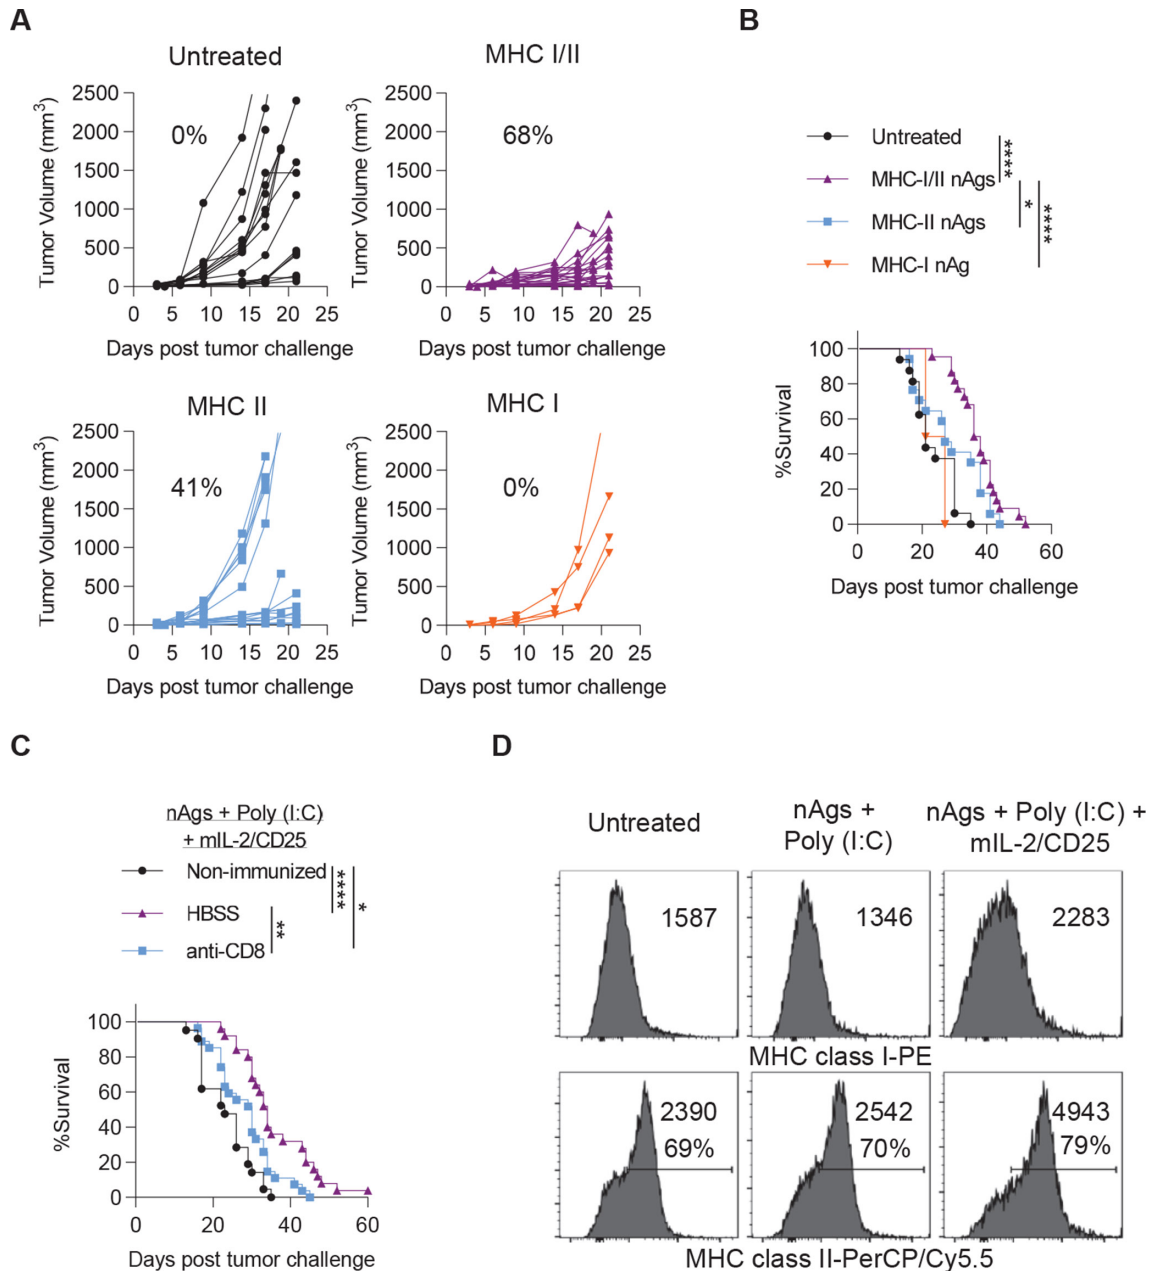 A
Untreated
Tumor Volume (mm³)
2500
2000
1500
1000
500
0
0%
0 5 10 15 20 25
Days post tumor challenge
MHC I/II
Tumor Volume (mm³)
2500
2000
1500
1000
500
0
68%
0 5 10 15 20 25
Days post tumor challenge
MHC II
Tumor Volume (mm³)
2500
2000
1500
1000
500
0
41%
0 5 10 15 20 25
Days post tumor challenge
MHC I
Tumor Volume (mm³)
2500
2000
1500
1000
500
0
0%
0 5 10 15 20 25
Days post tumor challenge
B
Untreated
MHC-I/II nAgs
MHC-II nAgs
MHC-I nAg
****
*
****
%Survival
100
80
60
40
20
0
0 20 40 60
Days post tumor challenge
C
nAgs + Poly (I:C)
+ mIL-2/CD25
Non-immunized
HBSS
anti-CD8
****
*
**
%Survival
100
80
60
40
20
0
0 20 40 60
Days post tumor challenge
D
Untreated
nAgs +
Poly (I:C)
nAgs + Poly (I:C) +
mIL-2/CD25
1587
1346
2283
MHC class I-PE
2390
69%
2542
70%
4943
79%
MHC class II-PerCP/Cy5.5